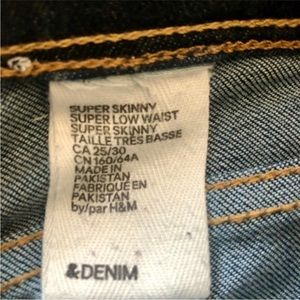 SUPER SKINNY
SUPER LOW WAIST
SUPER SKINNY
TAILLE TRÈS BASSE
CA 25/30
CN 160/64A
MADE IN
PAKISTAN
FABRIQUÉ EN
PAKISTAN
by/par H&M
&DENIM